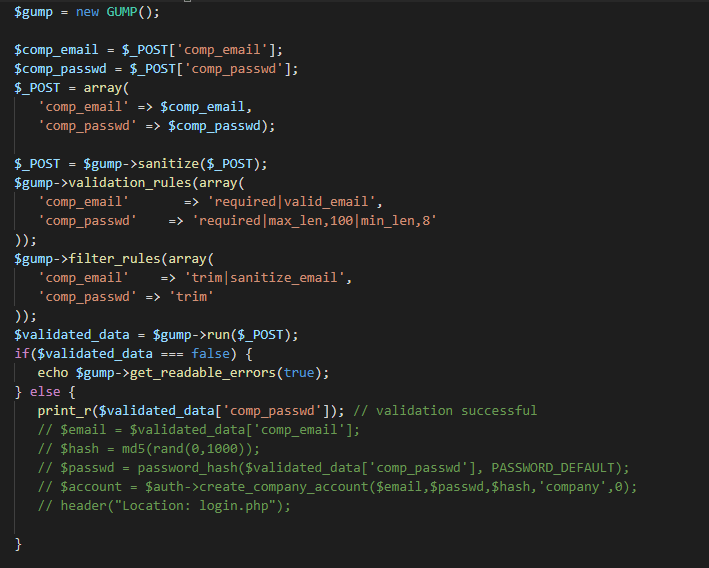 $gump = new GUMP();
$comp_email = $_POST['comp_email'];
$comp_passwd = $_POST['comp_passwd'];
$_POST = array(
'comp_email' => $comp_email,
'comp_passwd' => $comp_passwd);
$_POST = $gump->sanitize($_POST);
$gump->validation_rules(array(
'comp_email' => 'required|valid_email',
'comp_passwd' => 'required|max_len,100|min_len,8'
));
$gump->filter_rules(array(
'comp_email' => 'trim|sanitize_email',
'comp_passwd' => 'trim'
));
$validated_data = $gump->run($_POST);
if($validated_data === false) {
echo $gump->get_readable_errors(true);
} else {
print_r($validated_data['comp_passwd']); // validation successful
// $email = $validated_data['comp_email'];
// $hash = md5(rand(0,1000));
// $passwd = password_hash($validated_data['comp_passwd'], PASSWORD_DEFAULT);
// $account = $auth->create_company_account($email,$passwd,$hash,'company',0);
// header("Location: login.php");
}